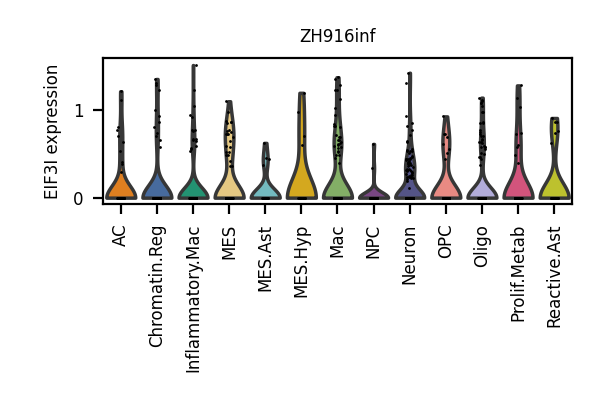 ZH916inf
EIF3I expression
1
0
AC
Chromatin.Reg
Inflammatory.Mac
MES
MES.Ast
MES.Hyp
Mac
NPC
Neuron
OPC
Oligo
Prolif.Metab
Reactive.Ast